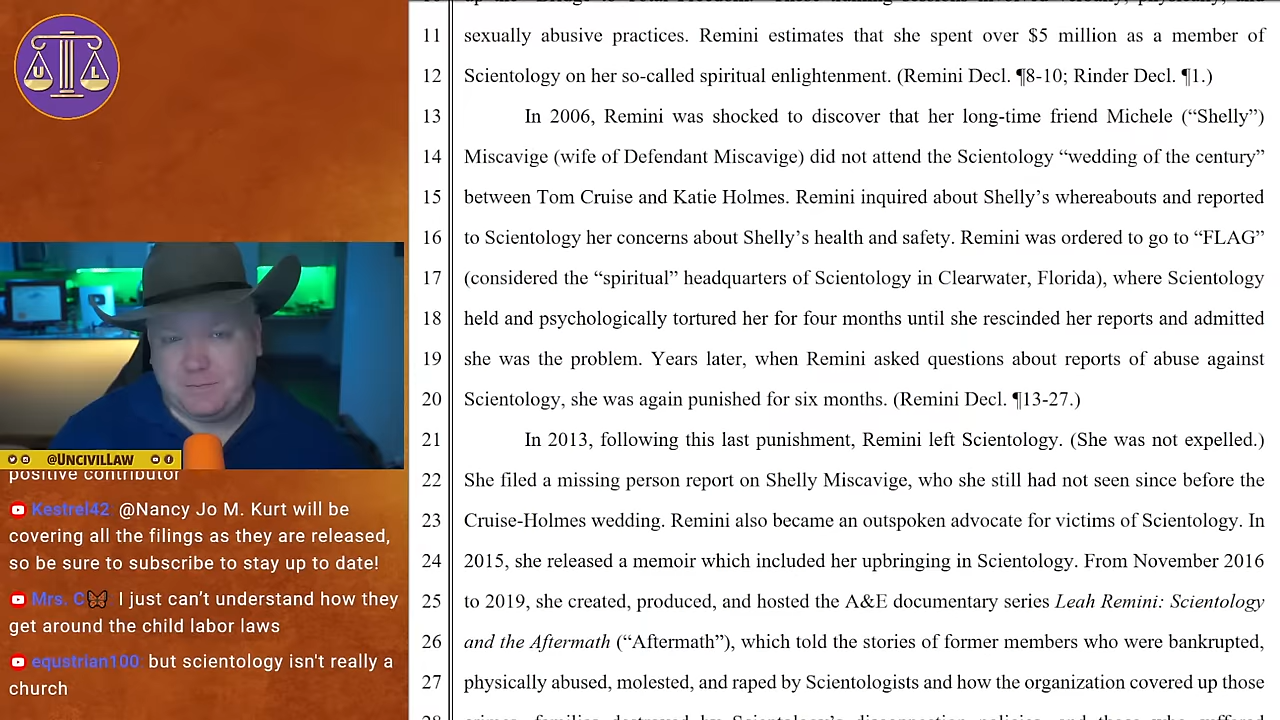 U L
@UNCIVILLAW
positive contributor
Kestrel42 @Nancy Jo M. Kurt will be
covering all the filings as they are released,
so be sure to subscribe to stay up to date!
Mrs. C I just can’t understand how they
get around the child labor laws
equstrian100 but scientology isn't really a
church
11 sexually abusive practices. Remini estimates that she spent over $5 million as a member of
12 Scientology on her so-called spiritual enlightenment. (Remini Decl. ¶8-10; Rinder Decl. ¶1.)
13 In 2006, Remini was shocked to discover that her long-time friend Michele (“Shelly”)
14 Miscavige (wife of Defendant Miscavige) did not attend the Scientology “wedding of the century”
15 between Tom Cruise and Katie Holmes. Remini inquired about Shelly’s whereabouts and reported
16 to Scientology her concerns about Shelly’s health and safety. Remini was ordered to go to “FLAG”
17 (considered the “spiritual” headquarters of Scientology in Clearwater, Florida), where Scientology
18 held and psychologically tortured her for four months until she rescinded her reports and admitted
19 she was the problem. Years later, when Remini asked questions about reports of abuse against
20 Scientology, she was again punished for six months. (Remini Decl. ¶13-27.)
21 In 2013, following this last punishment, Remini left Scientology. (She was not expelled.)
22 She filed a missing person report on Shelly Miscavige, who she still had not seen since before the
23 Cruise-Holmes wedding. Remini also became an outspoken advocate for victims of Scientology. In
24 2015, she released a memoir which included her upbringing in Scientology. From November 2016
25 to 2019, she created, produced, and hosted the A&E documentary series Leah Remini: Scientology
26 and the Aftermath (“Aftermath”), which told the stories of former members who were bankrupted,
27 physically abused, molested, and raped by Scientologists and how the organization covered up those